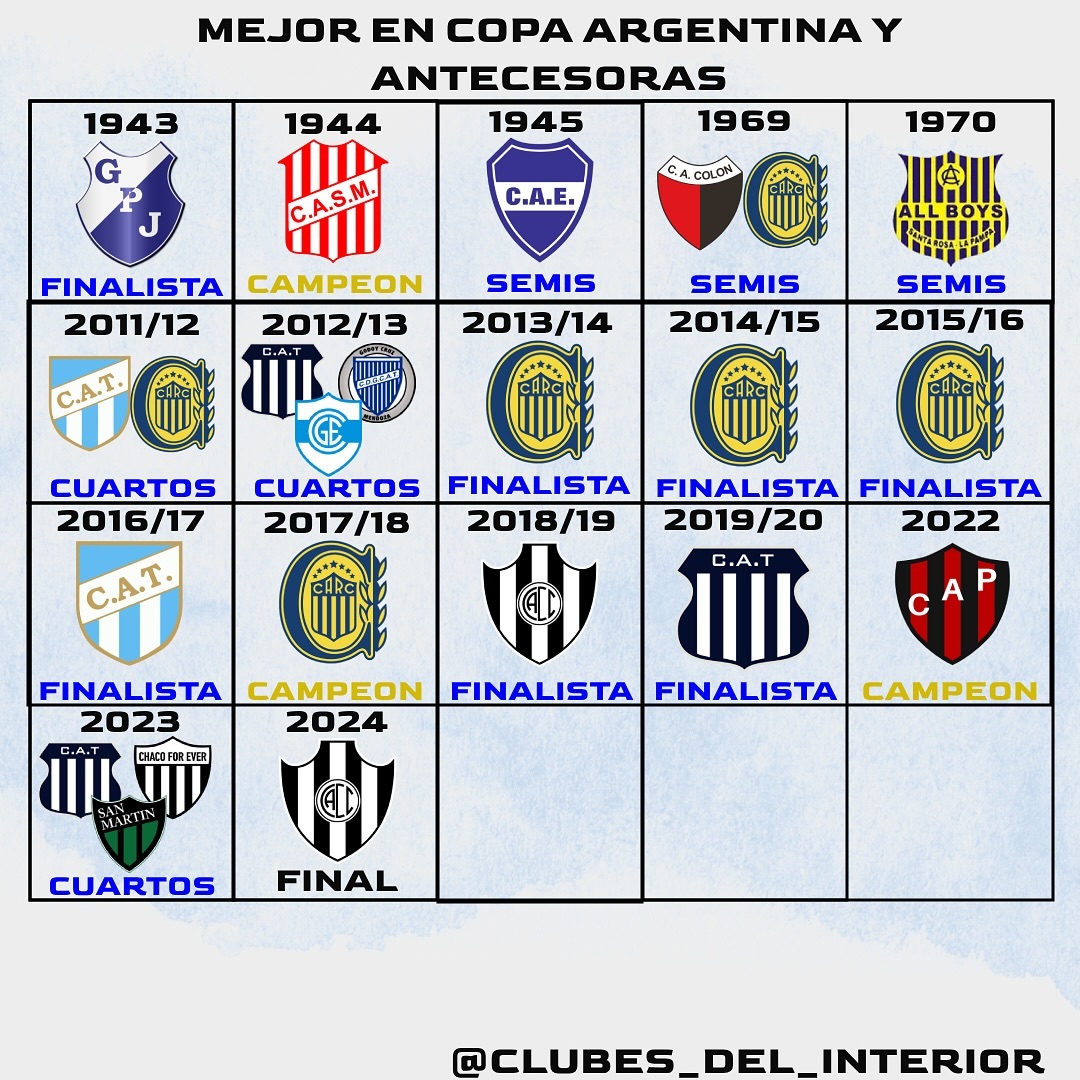 MEJOR EN COPA ARGENTINA Y
ANTECESORAS
1943
G
P
J
FINALISTA
1944
C.A.S.M.
CAMPEON
1945
C.A.E.
SEMIS
1969
C. A. COLON
CARC
SEMIS
1970
CA
ALL BOYS
SANTA ROSA - LA PAMPA
SEMIS
2011/12
C.A.T.
CARC
CUARTOS
2012/13
C.A.T
GODOY CRUZ
C.D.G.C.A.T.
MENDOZA
GE
CUARTOS
2013/14
CARC
FINALISTA
2014/15
CARC
FINALISTA
2015/16
CARC
FINALISTA
2016/17
C.A.T.
FINALISTA
2017/18
CARC
CAMPEON
2018/19
CACC
FINALISTA
2019/20
C.A.T
FINALISTA
2022
C A P
CAMPEON
2023
C.A.T
CHACO FOR EVER
SAN
MARTIN
CUARTOS
2024
CACC
FINAL
@CLUBES_DEL_INTERIOR